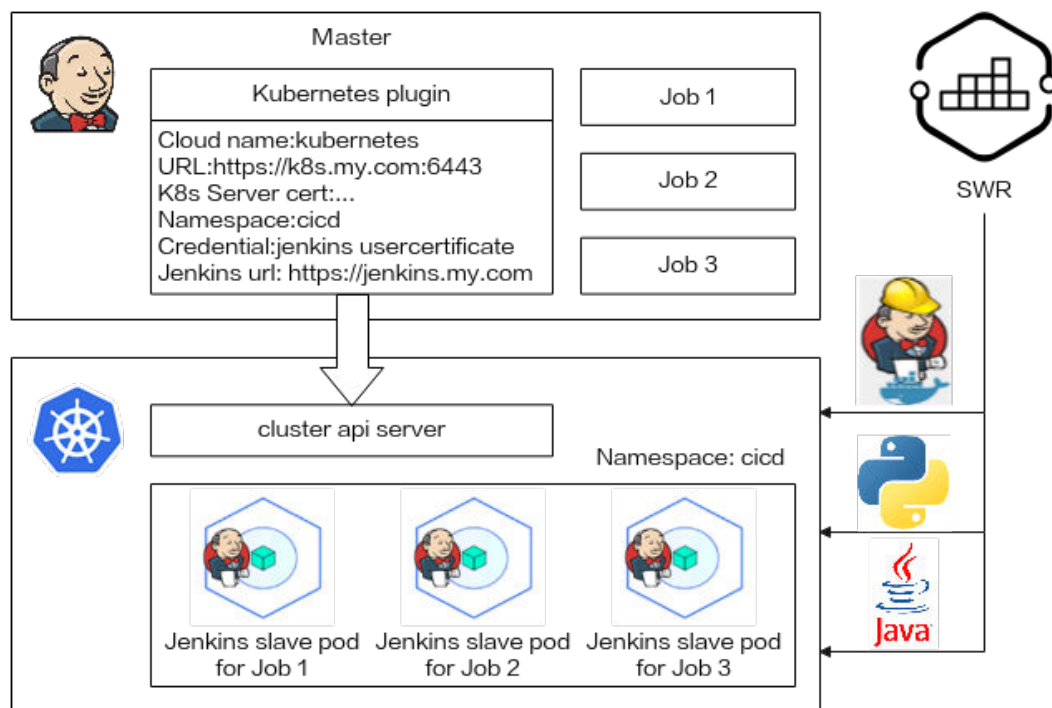 Master
Kubernetes plugin
Cloud name:kubernetes
URL:https://k8s.my.com:6443
K8s Server cert:...
Namespace:cicd
Credential:jenkins usercertificate
Jenkins url: https://jenkins.my.com
Job 1
Job 2
Job 3
SWR
cluster api server
Namespace: cicd
Jenkins slave pod
for Job 1
Jenkins slave pod
for Job 2
Jenkins slave pod
for Job 3
Java